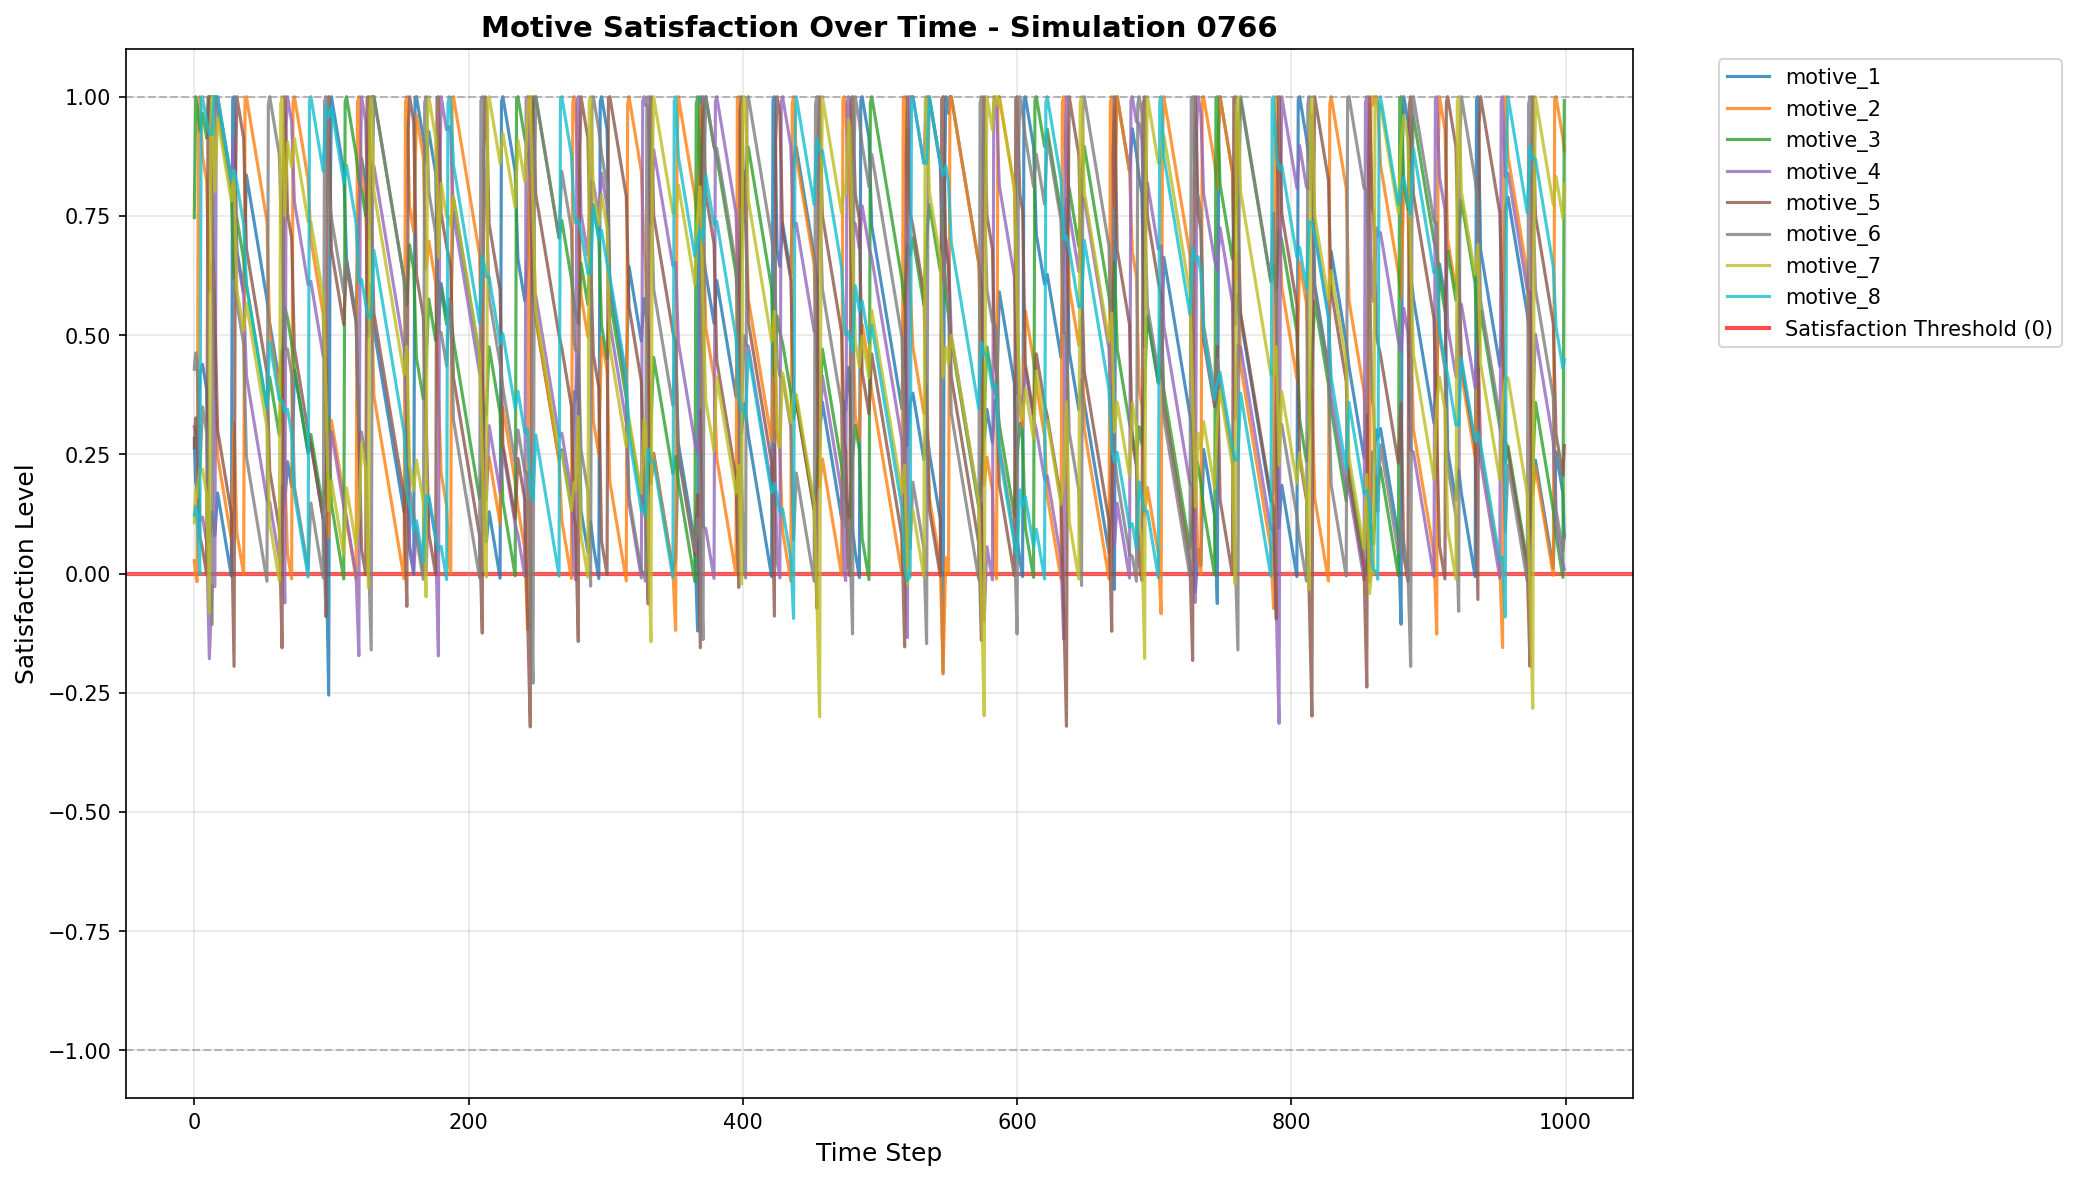 Motive Satisfaction Over Time - Simulation 0766
Satisfaction Level
1.00
0.75
0.50
0.25
0.00
−0.25
−0.50
−0.75
−1.00
0
200
400
600
800
1000
Time Step
motive_1
motive_2
motive_3
motive_4
motive_5
motive_6
motive_7
motive_8
Satisfaction Threshold (0)